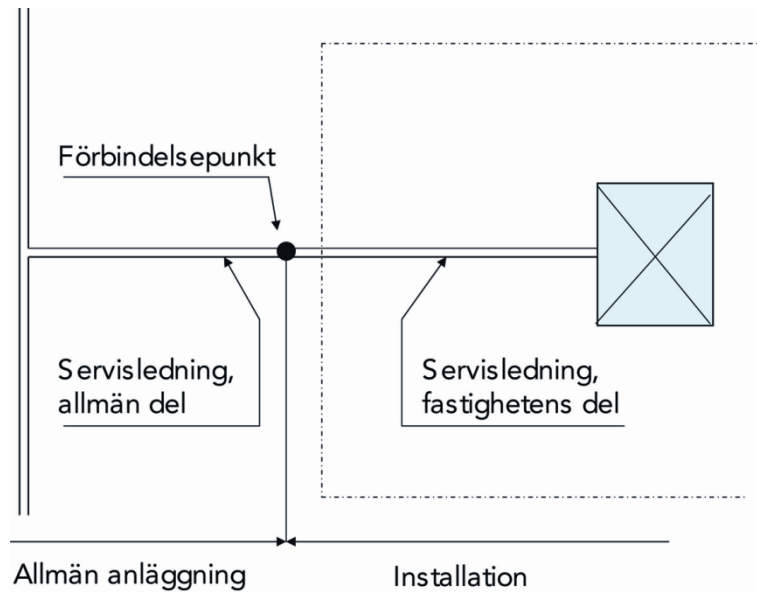 Förbindelsepunkt
Servisledning,
allmän del
Servisledning,
fastighetens del
Allmän anläggning
Installation